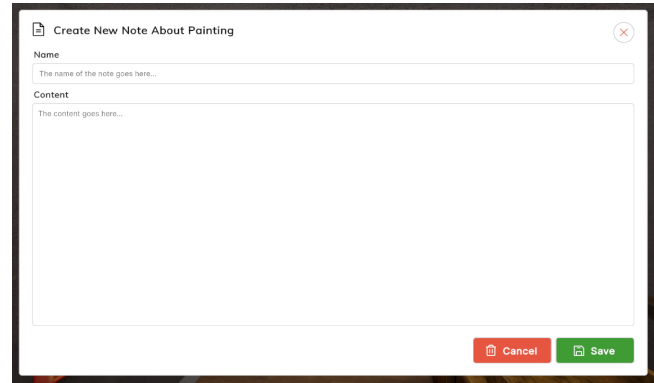 Create New Note About Painting
Name
The name of the note goes here...
Content
The content goes here...
Cancel
Save